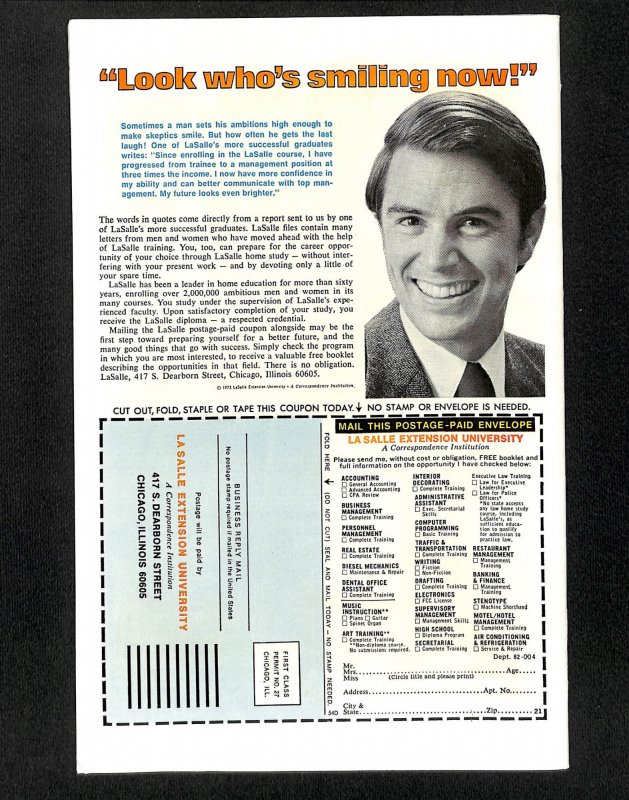 “Look who’s smiling now!”
Sometimes a man sets his ambitions high enough to
make skeptics smile. But how often he gets the last
laugh! One of LaSalle's more successful graduates
writes: "Since enrolling in the LaSalle course, I have
progressed from trainee to a management position at
three times the income. I now have more confidence in
my ability and can better communicate with top man-
agement. My future looks even brighter."
The words in quotes come directly from a report sent to us by one
of LaSalle's more successful graduates. LaSalle files contain many
letters from men and women who have moved ahead with the help
of LaSalle training. You, too, can prepare for the career oppor-
tunity of your choice through LaSalle home study — without inter-
fering with your present work — and by devoting only a little of
your spare time.
LaSalle has been a leader in home education for more than sixty
years, enrolling over 2,000,000 ambitious men and women in its
many courses. You study under the supervision of LaSalle's expe-
rienced faculty. Upon satisfactory completion of your study, you
receive the LaSalle diploma — a respected credential.
Mailing the LaSalle postage-paid coupon alongside may be the
first step toward preparing yourself for a better future, and the
many good things that go with success. Simply check the program
in which you are most interested, to receive a valuable free booklet
describing the opportunities in that field. There is no obligation.
LaSalle, 417 S. Dearborn Street, Chicago, Illinois 60605.
© 1972 LaSalle Extension University • A Correspondence Institution.
CUT OUT, FOLD, STAPLE OR TAPE THIS COUPON TODAY. NO STAMP OR ENVELOPE IS NEEDED.
BUSINESS REPLY MAIL
No postage stamp required if mailed in the United States
Postage will be paid by
LA SALLE EXTENSION UNIVERSITY
A Correspondence Institution
417 S. DEARBORN STREET
CHICAGO, ILLINOIS 60605
FIRST CLASS
PERMIT NO. 27
CHICAGO, ILL.
FOLD HERE (DO NOT CUT) SEAL AND MAIL TODAY — NO STAMP NEEDED.
54D
MAIL THIS POSTAGE-PAID ENVELOPE
LA SALLE EXTENSION UNIVERSITY
A Correspondence Institution
Please send me, without cost or obligation, FREE booklet and
full information on the opportunity I have checked below:
ACCOUNTING
☐ General Accounting
☐ Advanced Accounting
☐ CPA Review
BUSINESS
MANAGEMENT
☐ Complete Training
PERSONNEL
MANAGEMENT
☐ Complete Training
REAL ESTATE
☐ Complete Training
DIESEL MECHANICS
☐ Maintenance & Repair
DENTAL OFFICE
ASSISTANT
☐ Complete Training
MUSIC
INSTRUCTION**
☐ Piano ☐ Guitar
☐ Spinet Organ
ART TRAINING**
☐ Complete Training
**Non-diploma course.
No submissions required.
INTERIOR
DECORATING
☐ Complete Training
ADMINISTRATIVE
ASSISTANT
☐ Exec. Secretarial
Skills
COMPUTER
PROGRAMMING
☐ Basic Training
TRAFFIC &
TRANSPORTATION
☐ Complete Training
WRITING
☐ Fiction
☐ Non-Fiction
DRAFTING
☐ Complete Training
ELECTRONICS
☐ FCC License
SUPERVISORY
MANAGEMENT
☐ Management Skills
HIGH SCHOOL
☐ Diploma Program
SECRETARIAL
☐ Complete Training
Executive Law Training
☐ Law for Executive
Leadership*
☐ Law for Police
Officers*
*No state accepts
any law home study
course, including
LaSalle's, as
sufficient educa-
tion to qualify
for admission to
practice law.
RESTAURANT
MANAGEMENT
☐ Management
Training
BANKING
& FINANCE
☐ Management
Training
STENOTYPE
☐ Machine Shorthand
MOTEL/HOTEL
MANAGEMENT
☐ Complete Training
AIR CONDITIONING
& REFRIGERATION
☐ Service & Repair
Dept. 82-004
Mr.
Mrs. Age
Miss (Circle title and please print)
Address Apt. No.
City &
State Zip 21